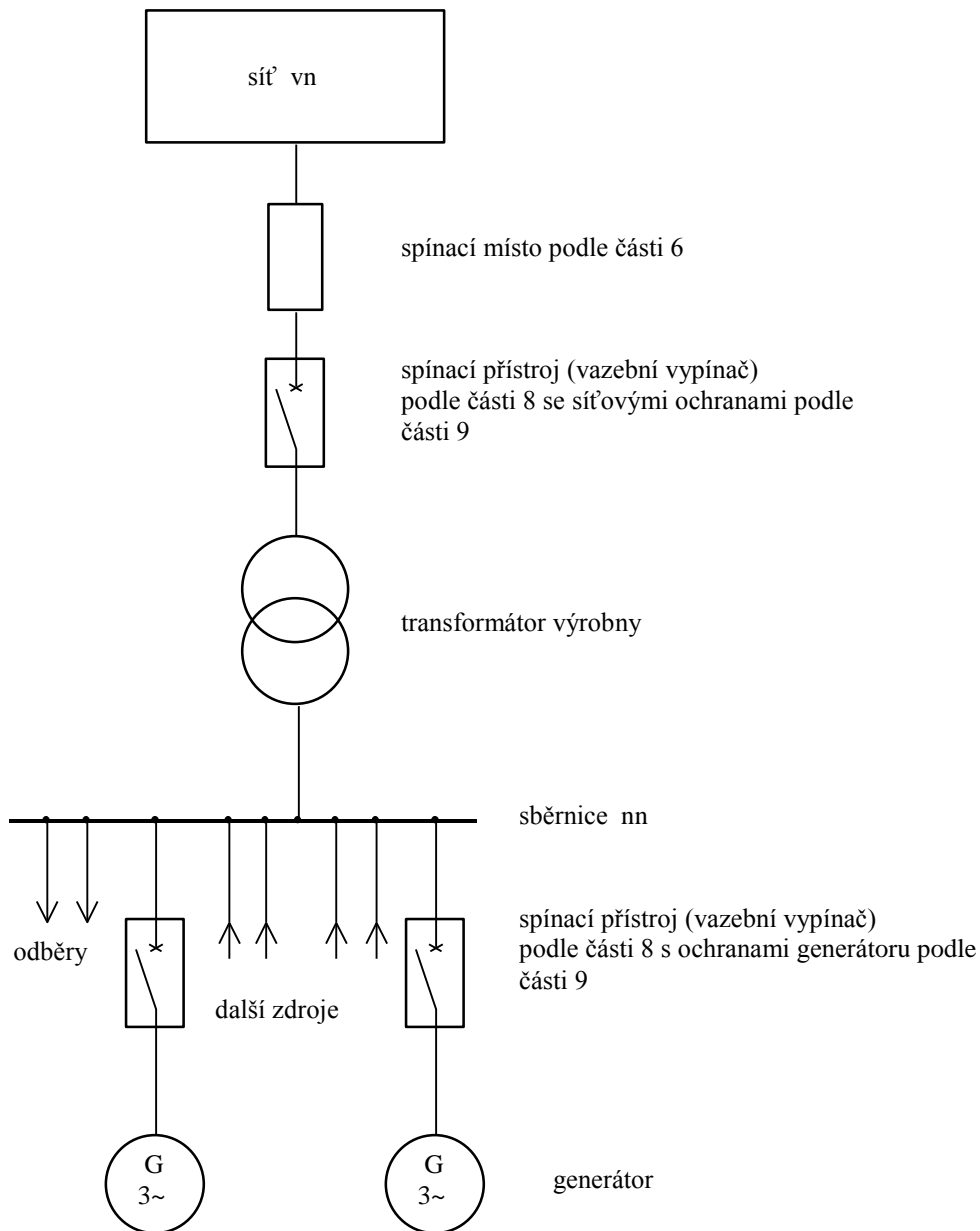 síť vn
spínací místo podle části 6
spínací přístroj (vazební vypínač)
podle části 8 se síťovými ochranami podle
části 9
transformátor výrobny
sběrnice nn
odběry
další zdroje
spínací přístroj (vazební vypínač)
podle části 8 s ochranami generátoru podle
části 9
G
3~
G
3~
generátor